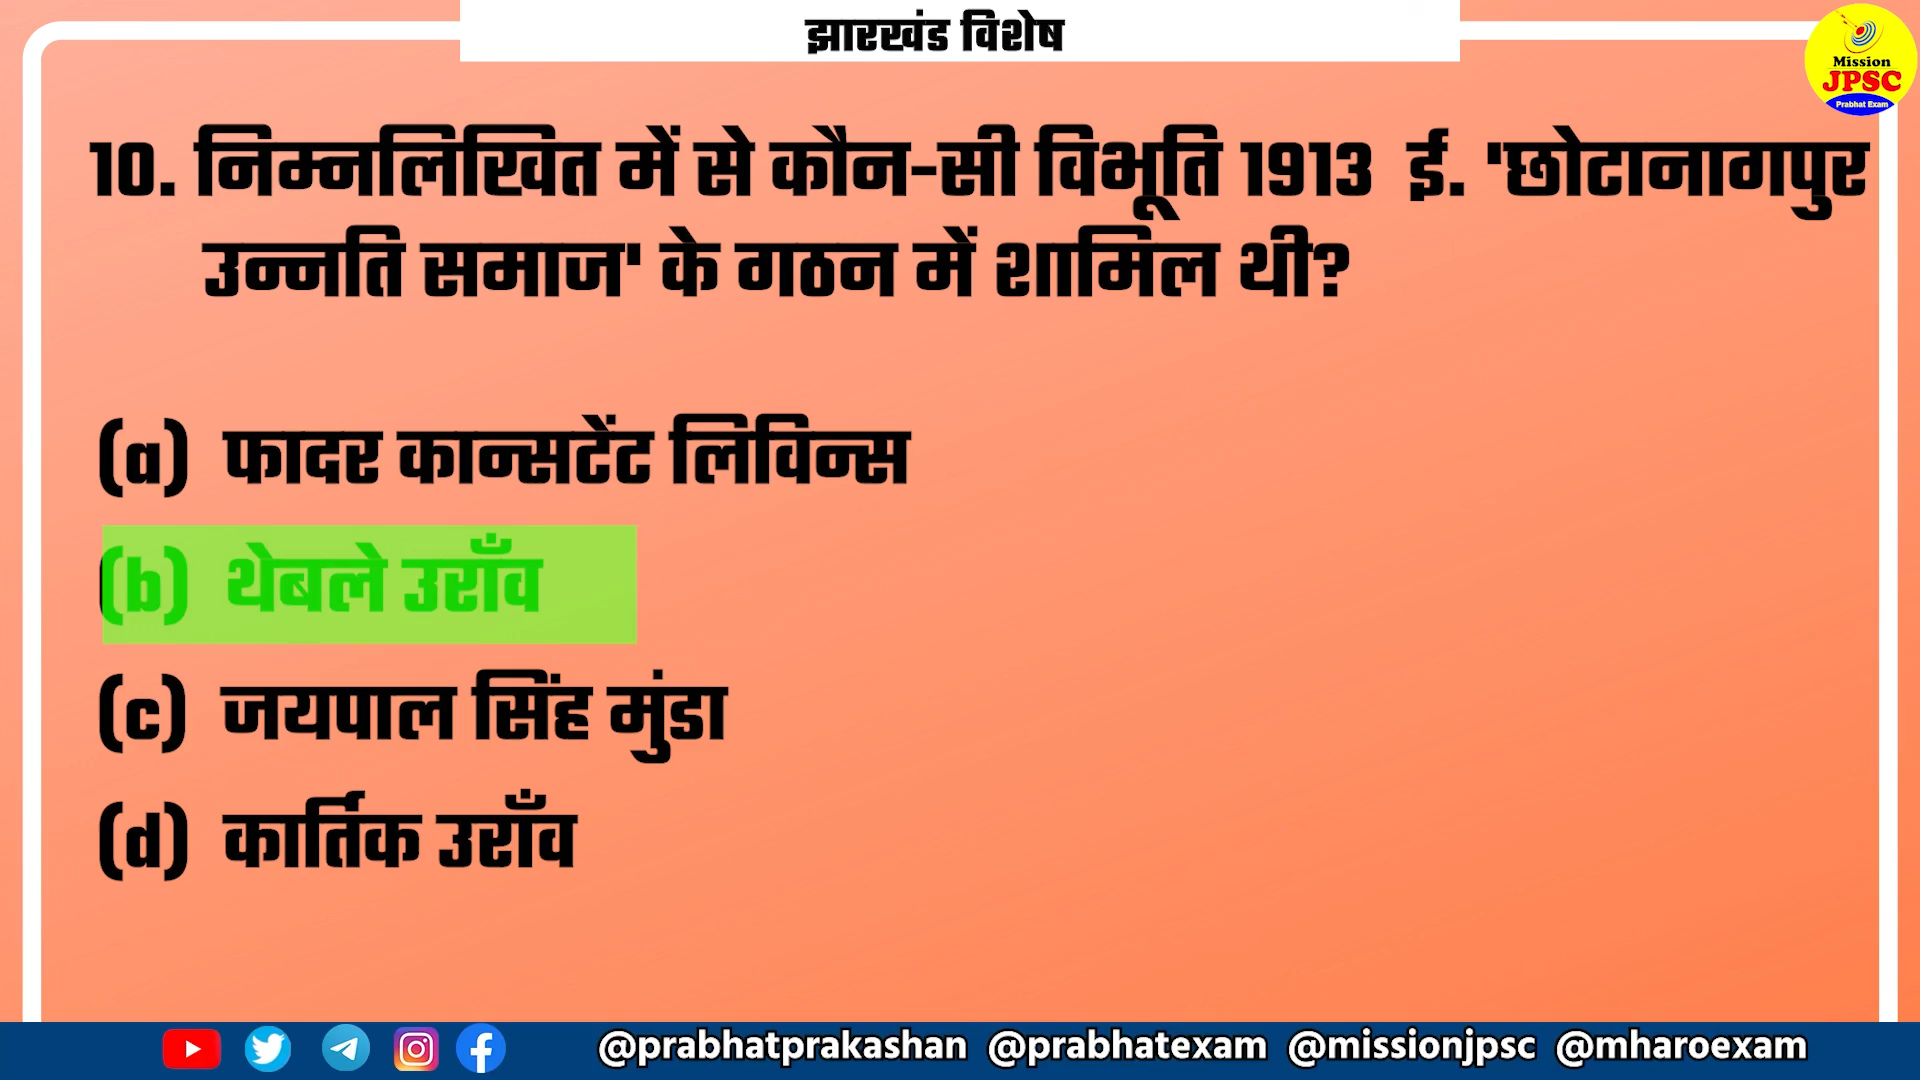 झारखंड विशेष
Mission
JPSC
Prabhat Exam
10. निम्नलिखित में से कौन-सी विभूति 1913 ई. 'छोटानागपुर
उन्नति समाज' के गठन में शामिल थी?
(a) फादर कान्सटेंट लिविन्स
(b) थेबले उराँव
(c) जयपाल सिंह मुंडा
(d) कार्तिक उराँव
@prabhatprakashan @prabhatexam @missionjpsc @mharoexam